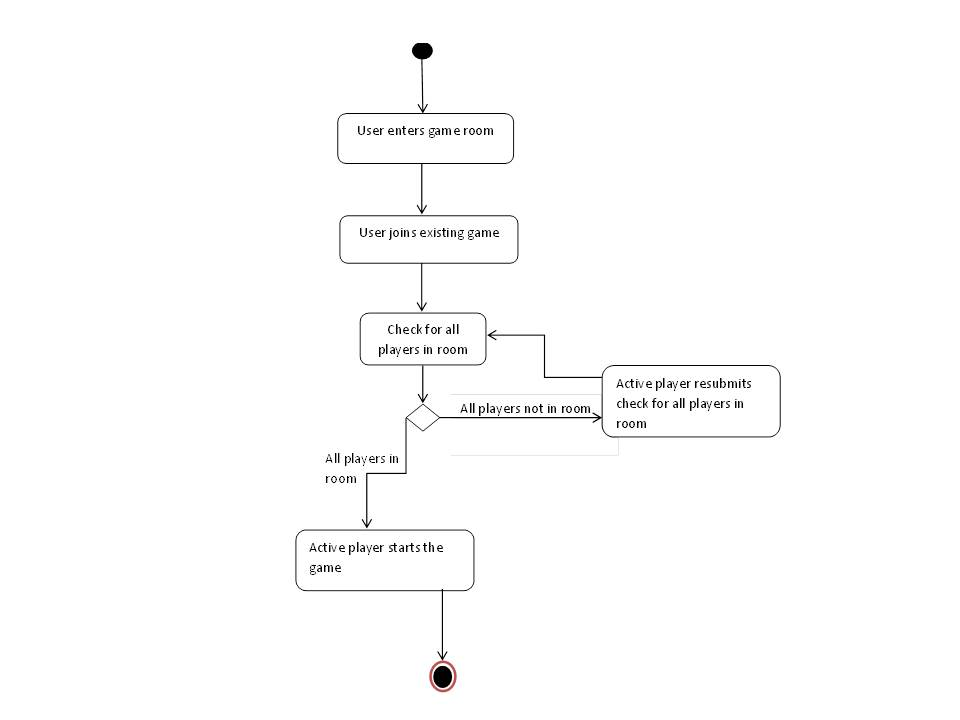 User enters game room
User joins existing game
Check for all
players in room
Active player resubmits
check for all players in
room
All players not in room
All players in
room
Active player starts the
game